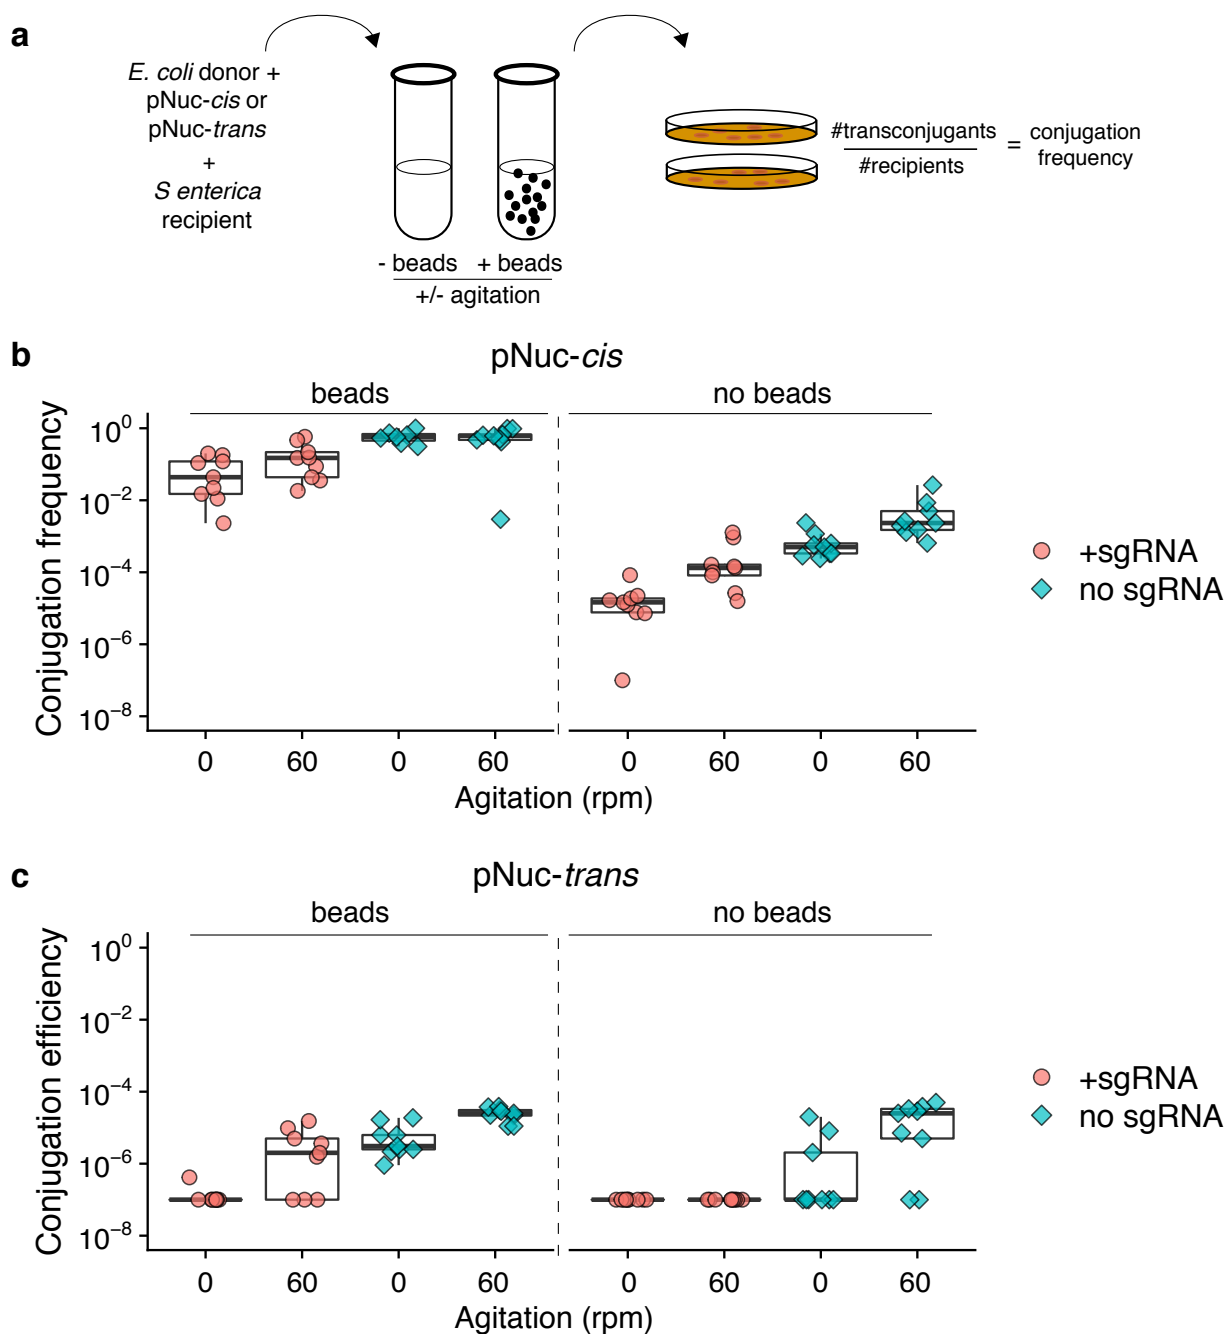 a
E. coli donor +
pNuc-cis or
pNuc-trans
+
S enterica
recipient
- beads + beads
+/- agitation
#transconjugants
#recipients
= conjugation
frequency
b
pNuc-cis
beads
no beads
Conjugation frequency
10^0
10^-2
10^-4
10^-6
10^-8
0 60 0 60 0 60 0 60
Agitation (rpm)
+sgRNA
no sgRNA
c
pNuc-trans
beads
no beads
Conjugation efficiency
10^0
10^-2
10^-4
10^-6
10^-8
0 60 0 60 0 60 0 60
Agitation (rpm)
+sgRNA
no sgRNA